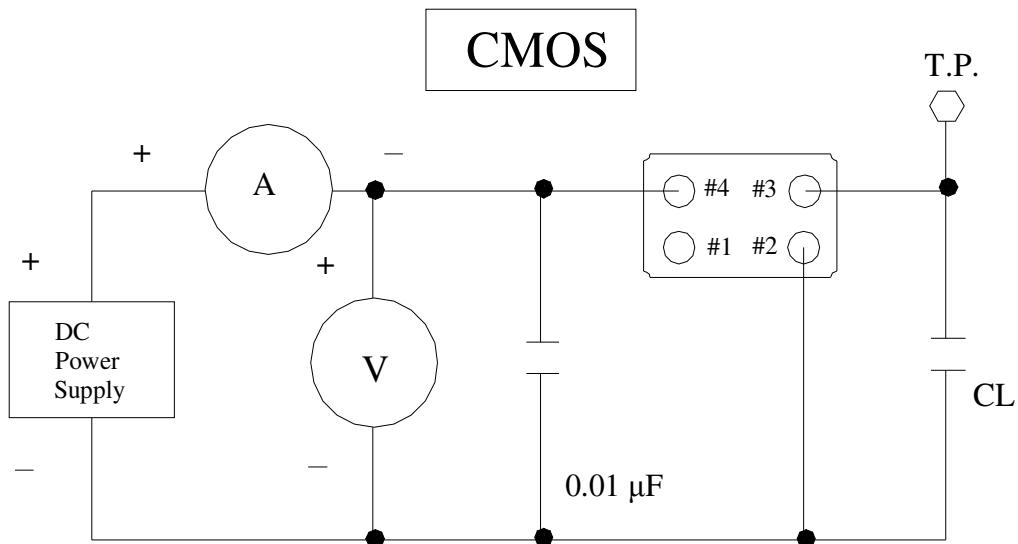 CMOS
T.P.
+
–
A
#4 #3
#1 #2
+
+
DC
Power
Supply
V
CL
–
–
0.01 µF